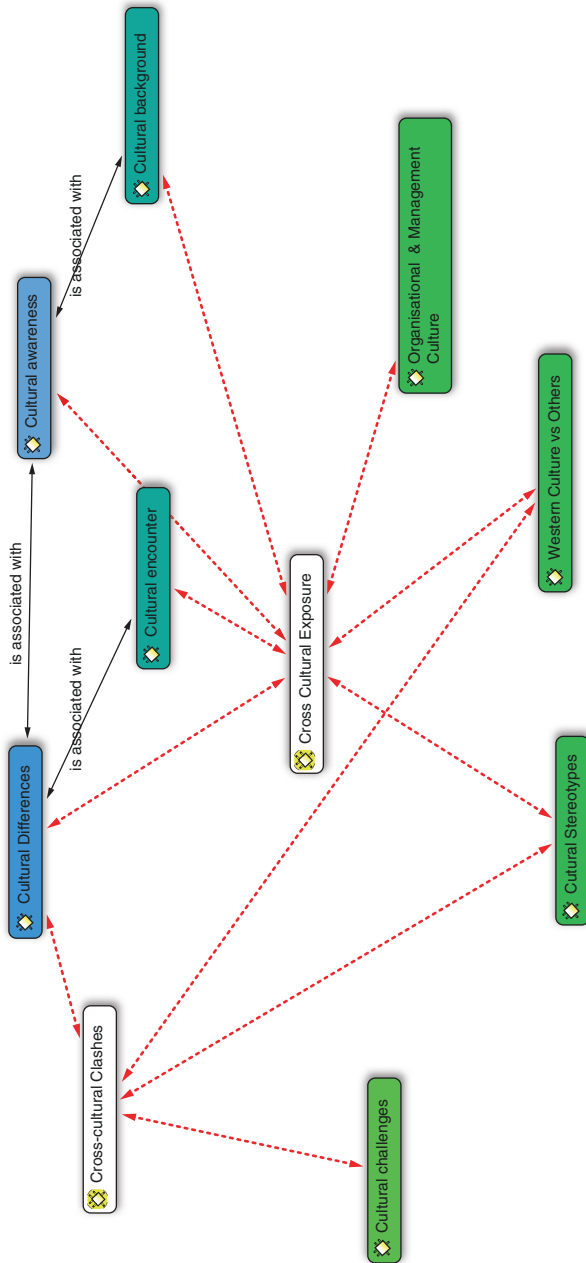 Cultural Differences
is associated with
Cultural awareness
is associated with
Cultural background
is associated with
Cultural encounter
Cross-cultural Clashes
Cross Cultural Exposure
Cultural challenges
Organisational & Management
Culture
Western Culture vs Others
Cutural Stereotypes